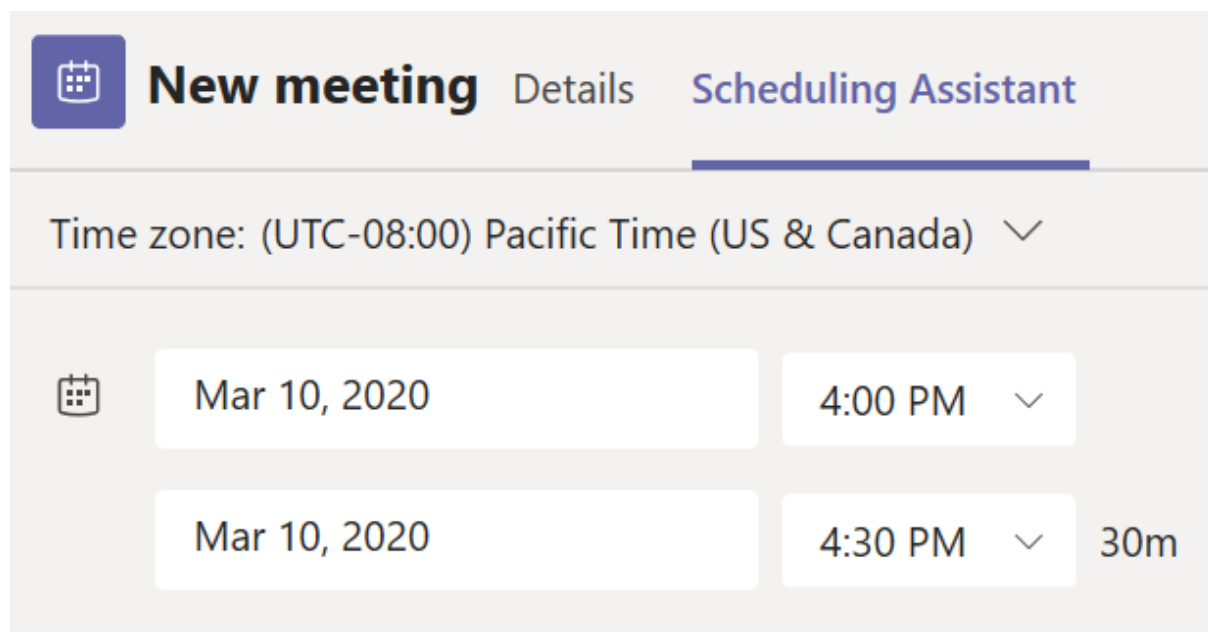 New meeting Details Scheduling Assistant
Time zone: (UTC-08:00) Pacific Time (US & Canada)
Mar 10, 2020 4:00 PM
Mar 10, 2020 4:30 PM 30m